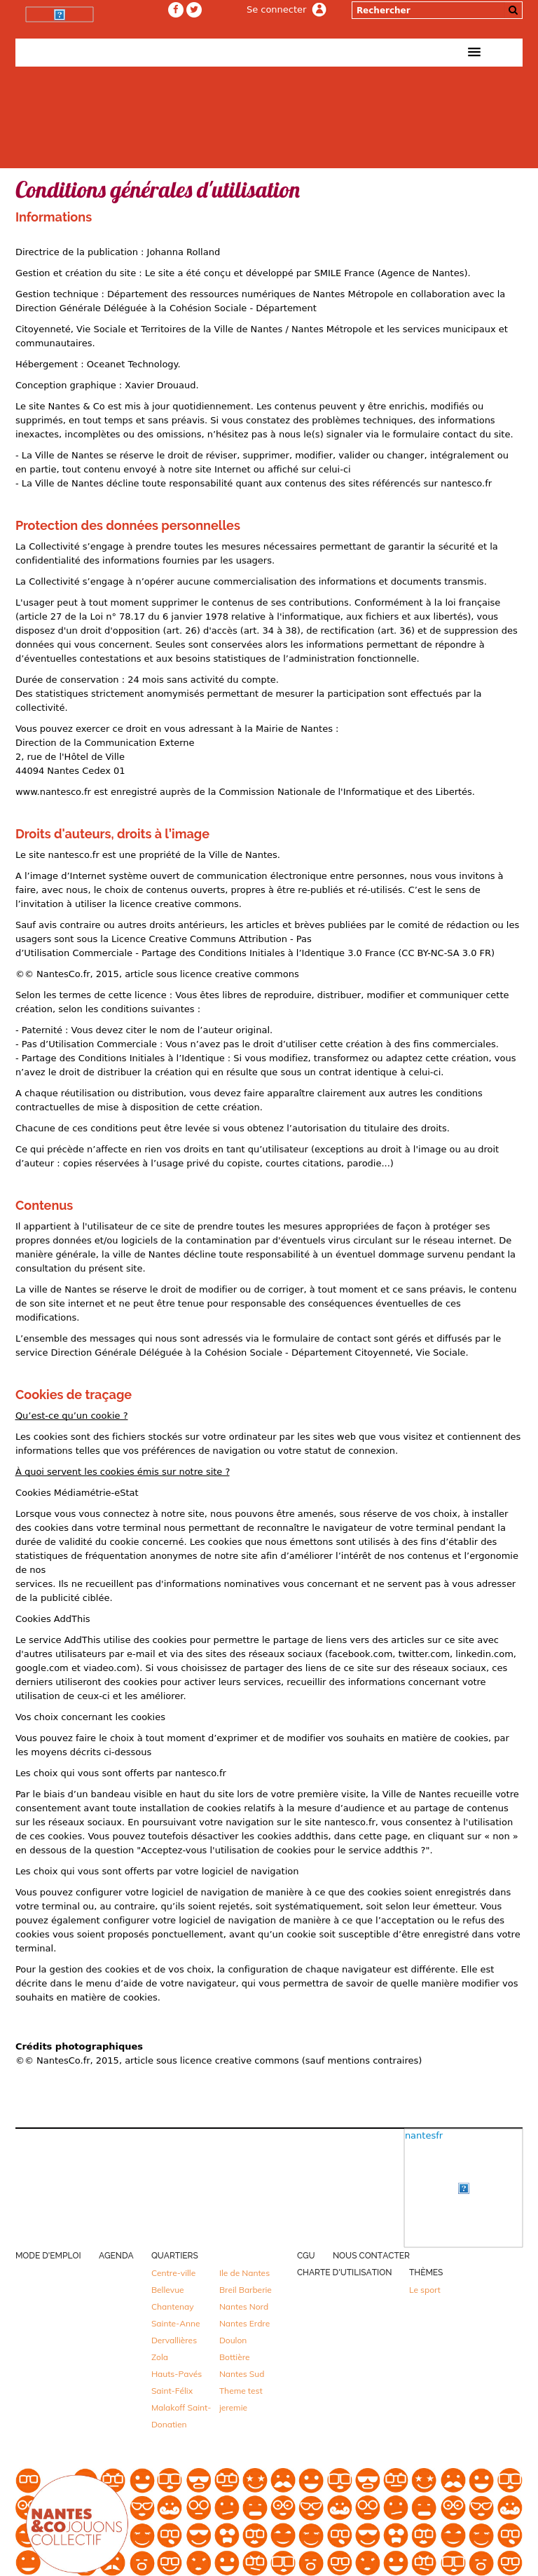 Se connecter
Rechercher
Conditions générales d'utilisation
Informations
Directrice de la publication : Johanna Rolland
Gestion et création du site : Le site a été conçu et développé par SMILE France (Agence de Nantes).
Gestion technique : Département des ressources numériques de Nantes Métropole en collaboration avec la
Direction Générale Déléguée à la Cohésion Sociale - Département
Citoyenneté, Vie Sociale et Territoires de la Ville de Nantes / Nantes Métropole et les services municipaux et
communautaires.
Hébergement : Oceanet Technology.
Conception graphique : Xavier Drouaud.
Le site Nantes & Co est mis à jour quotidiennement. Les contenus peuvent y être enrichis, modifiés ou
supprimés, en tout temps et sans préavis. Si vous constatez des problèmes techniques, des informations
inexactes, incomplètes ou des omissions, n’hésitez pas à nous le(s) signaler via le formulaire contact du site.
- La Ville de Nantes se réserve le droit de réviser, supprimer, modifier, valider ou changer, intégralement ou
en partie, tout contenu envoyé à notre site Internet ou affiché sur celui-ci
- La Ville de Nantes décline toute responsabilité quant aux contenus des sites référencés sur nantesco.fr
Protection des données personnelles
La Collectivité s’engage à prendre toutes les mesures nécessaires permettant de garantir la sécurité et la
confidentialité des informations fournies par les usagers.
La Collectivité s’engage à n’opérer aucune commercialisation des informations et documents transmis.
L'usager peut à tout moment supprimer le contenus de ses contributions. Conformément à la loi française
(article 27 de la Loi n° 78.17 du 6 janvier 1978 relative à l'informatique, aux fichiers et aux libertés), vous
disposez d'un droit d'opposition (art. 26) d'accès (art. 34 à 38), de rectification (art. 36) et de suppression des
données qui vous concernent. Seules sont conservées alors les informations permettant de répondre à
d’éventuelles contestations et aux besoins statistiques de l’administration fonctionnelle.
Durée de conservation : 24 mois sans activité du compte.
Des statistiques strictement anomymisés permettant de mesurer la participation sont effectués par la
collectivité.
Vous pouvez exercer ce droit en vous adressant à la Mairie de Nantes :
Direction de la Communication Externe
2, rue de l'Hôtel de Ville
44094 Nantes Cedex 01
www.nantesco.fr est enregistré auprès de la Commission Nationale de l'Informatique et des Libertés.
Droits d'auteurs, droits à l'image
Le site nantesco.fr est une propriété de la Ville de Nantes.
A l’image d’Internet système ouvert de communication électronique entre personnes, nous vous invitons à
faire, avec nous, le choix de contenus ouverts, propres à être re-publiés et ré-utilisés. C’est le sens de
l’invitation à utiliser la licence creative commons.
Sauf avis contraire ou autres droits antérieurs, les articles et brèves publiées par le comité de rédaction ou les
usagers sont sous la Licence Creative Communs Attribution - Pas
d’Utilisation Commerciale - Partage des Conditions Initiales à l’Identique 3.0 France (CC BY-NC-SA 3.0 FR)
©© NantesCo.fr, 2015, article sous licence creative commons
Selon les termes de cette licence : Vous êtes libres de reproduire, distribuer, modifier et communiquer cette
création, selon les conditions suivantes :
- Paternité : Vous devez citer le nom de l’auteur original.
- Pas d’Utilisation Commerciale : Vous n’avez pas le droit d’utiliser cette création à des fins commerciales.
- Partage des Conditions Initiales à l’Identique : Si vous modifiez, transformez ou adaptez cette création, vous
n’avez le droit de distribuer la création qui en résulte que sous un contrat identique à celui-ci.
A chaque réutilisation ou distribution, vous devez faire apparaître clairement aux autres les conditions
contractuelles de mise à disposition de cette création.
Chacune de ces conditions peut être levée si vous obtenez l’autorisation du titulaire des droits.
Ce qui précède n’affecte en rien vos droits en tant qu’utilisateur (exceptions au droit à l'image ou au droit
d’auteur : copies réservées à l’usage privé du copiste, courtes citations, parodie...)
Contenus
Il appartient à l'utilisateur de ce site de prendre toutes les mesures appropriées de façon à protéger ses
propres données et/ou logiciels de la contamination par d'éventuels virus circulant sur le réseau internet. De
manière générale, la ville de Nantes décline toute responsabilité à un éventuel dommage survenu pendant la
consultation du présent site.
La ville de Nantes se réserve le droit de modifier ou de corriger, à tout moment et ce sans préavis, le contenu
de son site internet et ne peut être tenue pour responsable des conséquences éventuelles de ces
modifications.
L’ensemble des messages qui nous sont adressés via le formulaire de contact sont gérés et diffusés par le
service Direction Générale Déléguée à la Cohésion Sociale - Département Citoyenneté, Vie Sociale.
Cookies de traçage
Qu’est-ce qu’un cookie ?
Les cookies sont des fichiers stockés sur votre ordinateur par les sites web que vous visitez et contiennent des
informations telles que vos préférences de navigation ou votre statut de connexion.
À quoi servent les cookies émis sur notre site ?
Cookies Médiamétrie-eStat
Lorsque vous vous connectez à notre site, nous pouvons être amenés, sous réserve de vos choix, à installer
des cookies dans votre terminal nous permettant de reconnaître le navigateur de votre terminal pendant la
durée de validité du cookie concerné. Les cookies que nous émettons sont utilisés à des fins d’établir des
statistiques de fréquentation anonymes de notre site afin d’améliorer l’intérêt de nos contenus et l’ergonomie
de nos
services. Ils ne recueillent pas d'informations nominatives vous concernant et ne servent pas à vous adresser
de la publicité ciblée.
Cookies AddThis
Le service AddThis utilise des cookies pour permettre le partage de liens vers des articles sur ce site avec
d'autres utilisateurs par e-mail et via des sites des réseaux sociaux (facebook.com, twitter.com, linkedin.com,
google.com et viadeo.com). Si vous choisissez de partager des liens de ce site sur des réseaux sociaux, ces
derniers utiliseront des cookies pour activer leurs services, recueillir des informations concernant votre
utilisation de ceux-ci et les améliorer.
Vos choix concernant les cookies
Vous pouvez faire le choix à tout moment d’exprimer et de modifier vos souhaits en matière de cookies, par
les moyens décrits ci-dessous
Les choix qui vous sont offerts par nantesco.fr
Par le biais d’un bandeau visible en haut du site lors de votre première visite, la Ville de Nantes recueille votre
consentement avant toute installation de cookies relatifs à la mesure d’audience et au partage de contenus
sur les réseaux sociaux. En poursuivant votre navigation sur le site nantesco.fr, vous consentez à l'utilisation
de ces cookies. Vous pouvez toutefois désactiver les cookies addthis, dans cette page, en cliquant sur « non »
en dessous de la question "Acceptez-vous l'utilisation de cookies pour le service addthis ?".
Les choix qui vous sont offerts par votre logiciel de navigation
Vous pouvez configurer votre logiciel de navigation de manière à ce que des cookies soient enregistrés dans
votre terminal ou, au contraire, qu’ils soient rejetés, soit systématiquement, soit selon leur émetteur. Vous
pouvez également configurer votre logiciel de navigation de manière à ce que l’acceptation ou le refus des
cookies vous soient proposés ponctuellement, avant qu’un cookie soit susceptible d’être enregistré dans votre
terminal.
Pour la gestion des cookies et de vos choix, la configuration de chaque navigateur est différente. Elle est
décrite dans le menu d’aide de votre navigateur, qui vous permettra de savoir de quelle manière modifier vos
souhaits en matière de cookies.
Crédits photographiques
©© NantesCo.fr, 2015, article sous licence creative commons (sauf mentions contraires)
nantesfr
MODE D'EMPLOI
AGENDA
QUARTIERS
Centre-ville
Bellevue
Chantenay
Sainte-Anne
Dervallières
Zola
Hauts-Pavés
Saint-Félix
Malakoff Saint-
Donatien
Ile de Nantes
Breil Barberie
Nantes Nord
Nantes Erdre
Doulon
Bottière
Nantes Sud
Theme test
jeremie
CGU
NOUS CONTACTER
CHARTE D'UTILISATION
THÈMES
Le sport
NANTES
&COJOUONS
COLLECTIF